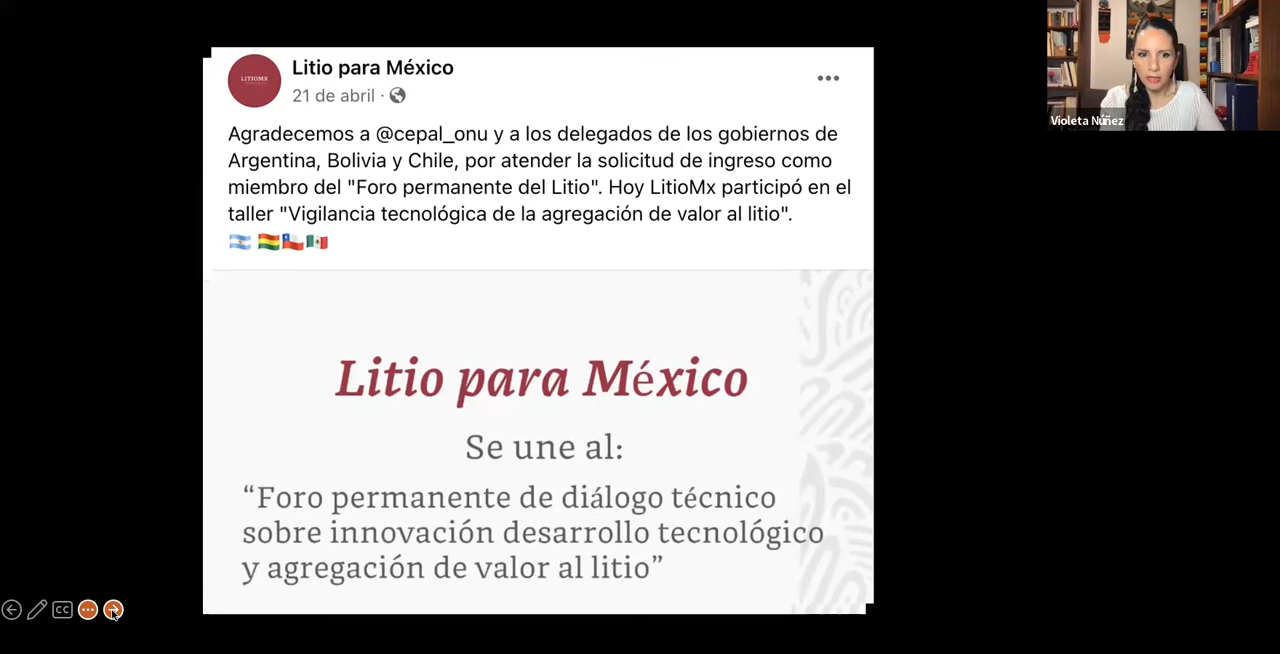 LITIOMX
Litio para México
21 de abril ·
Agradecemos a @cepal_onu y a los delegados de los gobiernos de
Argentina, Bolivia y Chile, por atender la solicitud de ingreso como
miembro del "Foro permanente del Litio". Hoy LitioMx participó en el
taller "Vigilancia tecnológica de la agregación de valor al litio".
Litio para México
Se une al:
“Foro permanente de diálogo técnico
sobre innovación desarrollo tecnológico
y agregación de valor al litio”
Violeta Núñez
CC